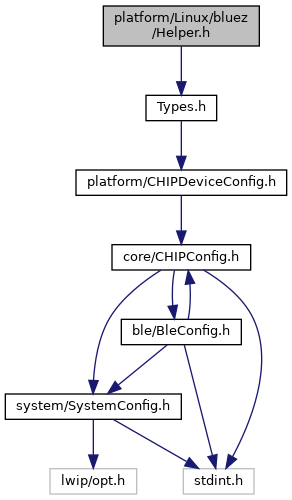 platform/Linux/bluez
/Helper.h
Types.h
platform/CHIPDeviceConfig.h
core/CHIPConfig.h
ble/BleConfig.h
system/SystemConfig.h
lwip/opt.h
stdint.h